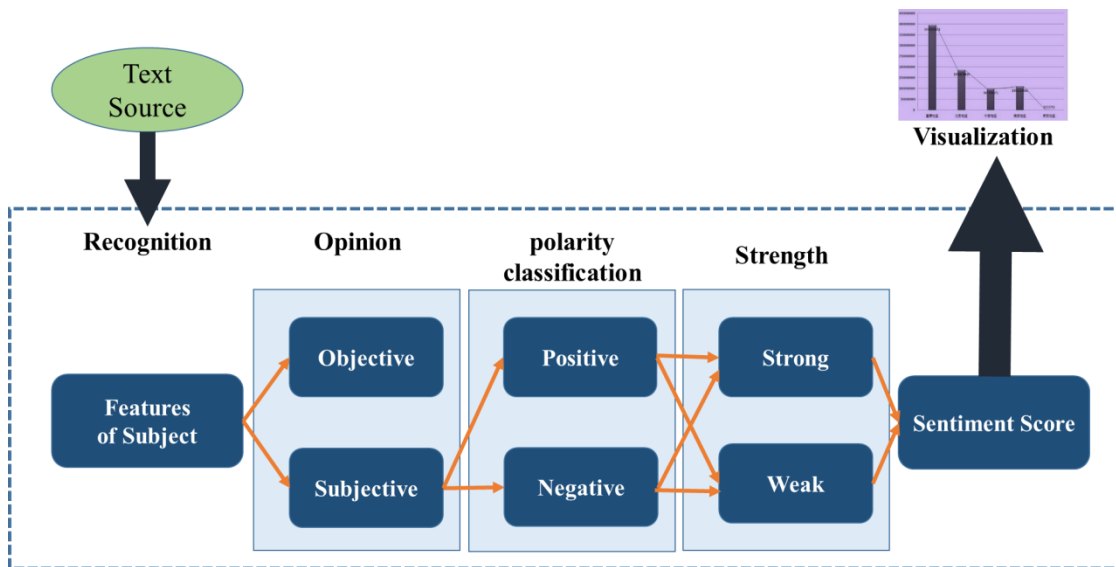 Text
Source
Visualization
Recognition
Opinion
polarity
classification
Strength
Objective
Positive
Strong
Features
of Subject
Sentiment Score
Subjective
Negative
Weak